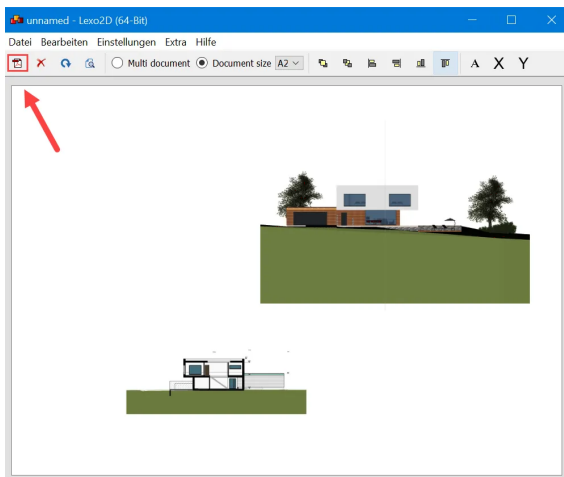 unnamed - Lexo2D (64-Bit)
Datei Bearbeiten Einstellungen Extra Hilfe
Multi document Document size A2 A X Y